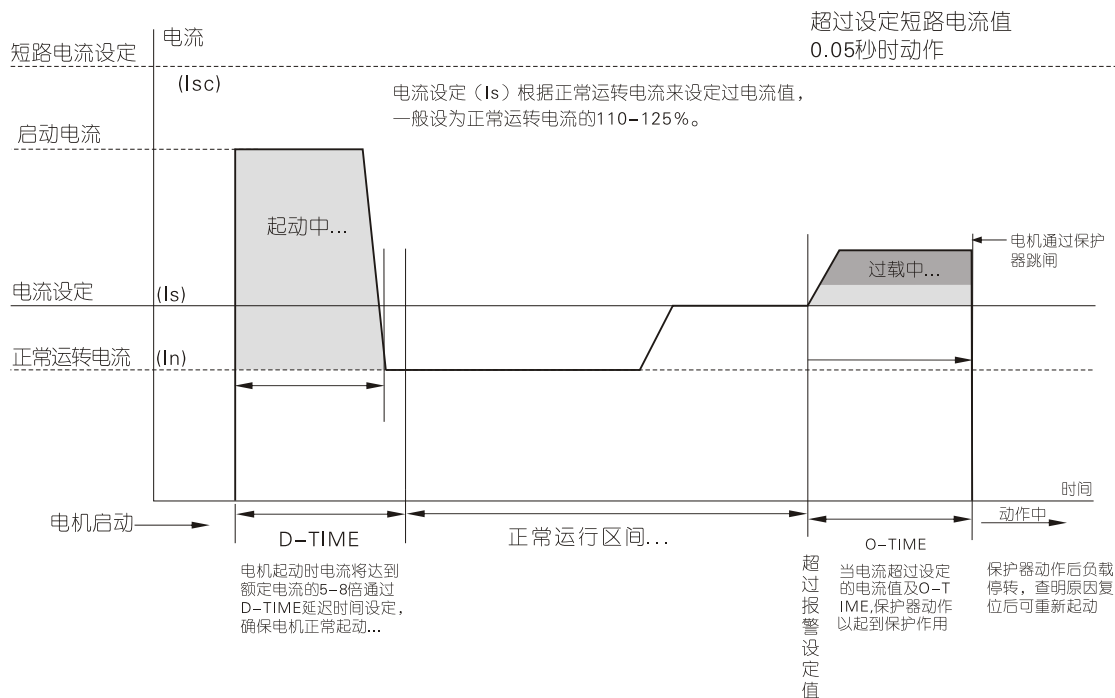 超过设定短路电流值
0.05秒时动作
电流
短路电流设定
(Isc)
电流设定（Is）根据正常运转电流来设定过电流值，
一般设为正常运转电流的110-125%。
启动电流
起动中...
过载中...
电机通过保护
器跳闸
电流设定
(Is)
正常运转电流
(In)
时间
电机启动
D-TIME
正常运行区间...
O-TIME
动作中
电机起动时电流将达到
额定电流的5-8倍通过
D-TIME延迟时间设定，
确保电机正常起动...
超过报警设定值
当电流超过设定
的电流值及O-T
IME,保护器动作
以起到保护作用
保护器动作后负载
停转，查明原因复
位后可重新起动